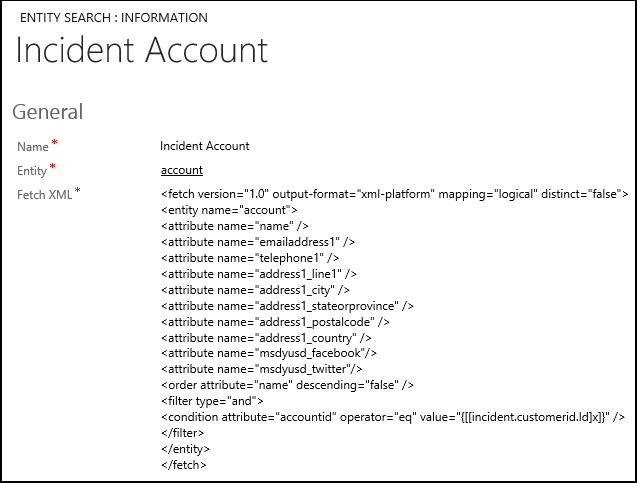 ENTITY SEARCH : INFORMATION
Incident Account
General
Name * Incident Account
Entity * account
Fetch XML * <fetch version="1.0" output-format="xml-platform" mapping="logical" distinct="false">
<entity name="account">
<attribute name="name" />
<attribute name="emailaddress1" />
<attribute name="telephone1" />
<attribute name="address1_line1" />
<attribute name="address1_city" />
<attribute name="address1_stateorprovince" />
<attribute name="address1_postalcode" />
<attribute name="address1_country" />
<attribute name="msdyusd_facebook"/>
<attribute name="msdyusd_twitter"/>
<order attribute="name" descending="false" />
<filter type="and">
<condition attribute="accountid" operator="eq" value="{[[incident.customerid.Id]x]}" />
</filter>
</entity>
</fetch>